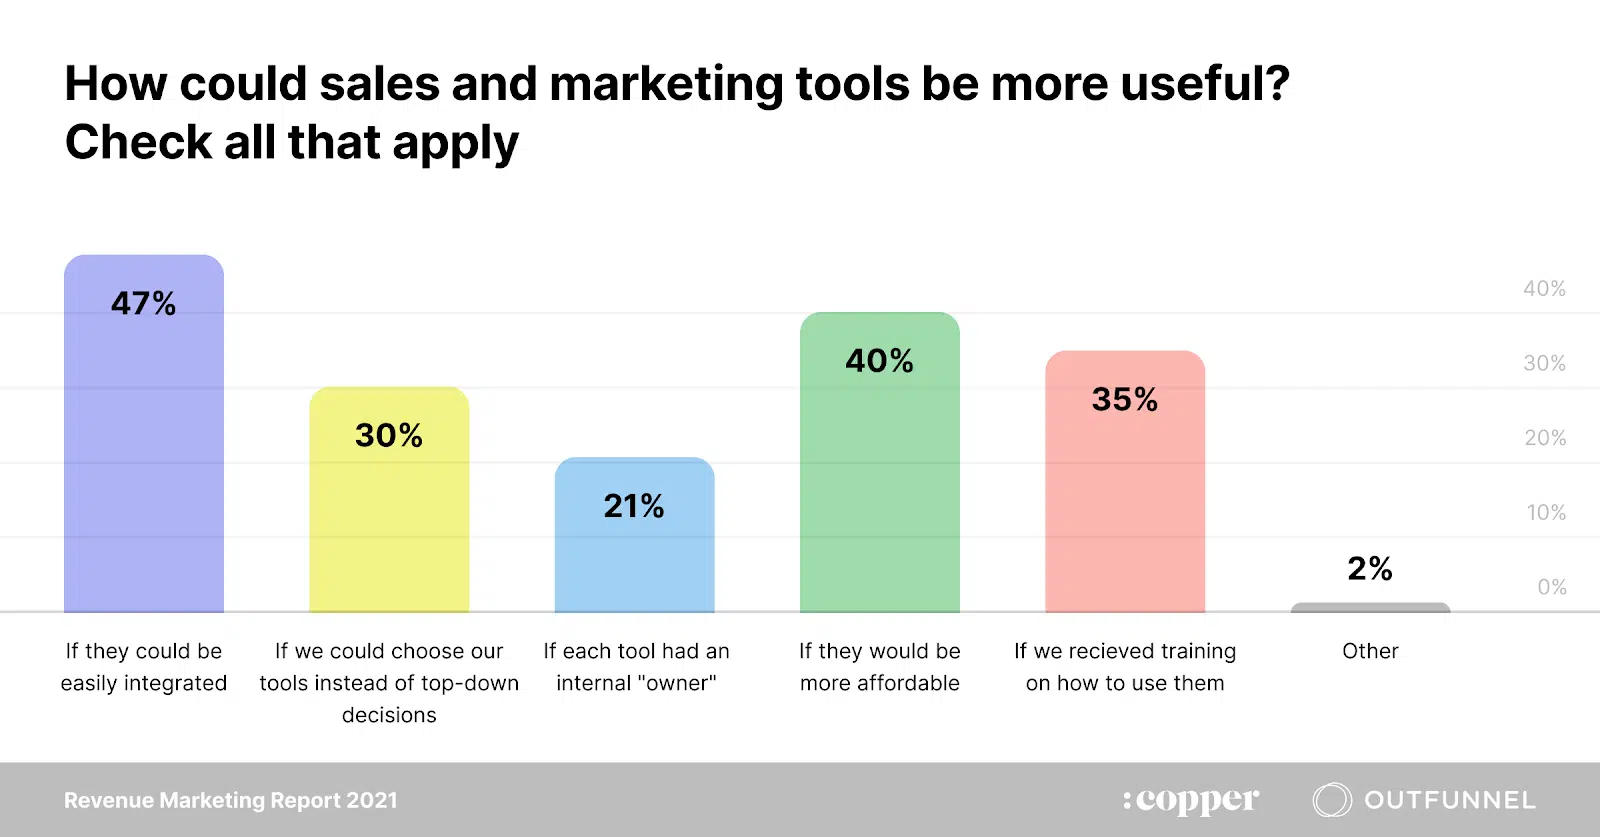 How could sales and marketing tools be more useful?
Check all that apply
47%
30%
21%
40%
35%
2%
40%
30%
20%
10%
0%
If they could be
easily integrated
If we could choose our
tools instead of top-down
decisions
If each tool had an
internal "owner"
If they would be
more affordable
If we recieved training
on how to use them
Other
Revenue Marketing Report 2021
:copper
OUTFUNNEL